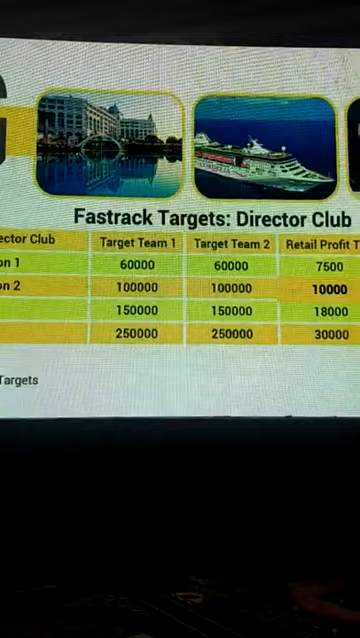 Fastrack Targets: Director Club
ector Club Target Team 1 Target Team 2 Retail Profit T
on 1 60000 60000 7500
on 2 100000 100000 10000
150000 150000 18000
250000 250000 30000
Targets